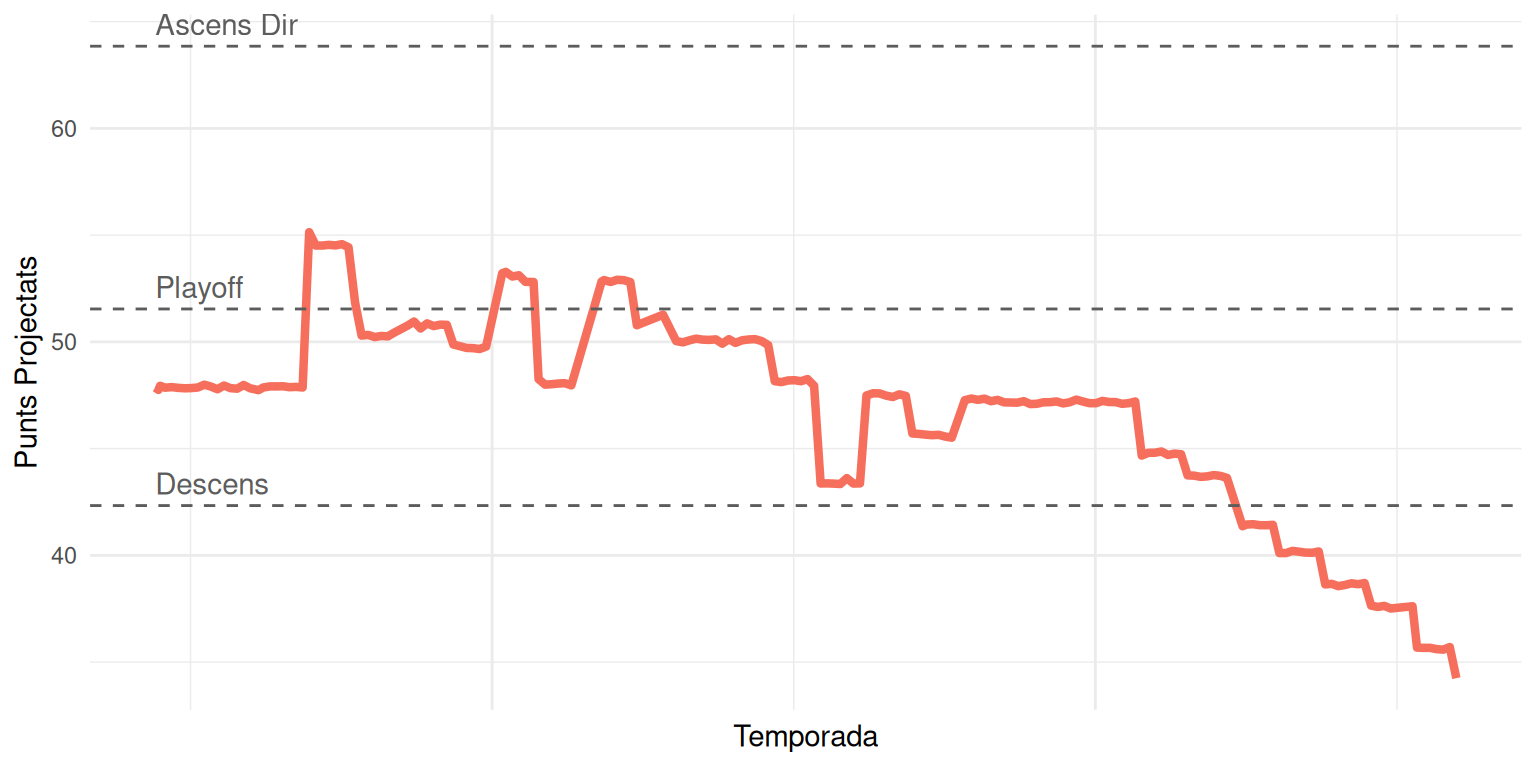 Ascens Dir
60
Playoff
50
Descens
40
Punts Projectats
Temporada